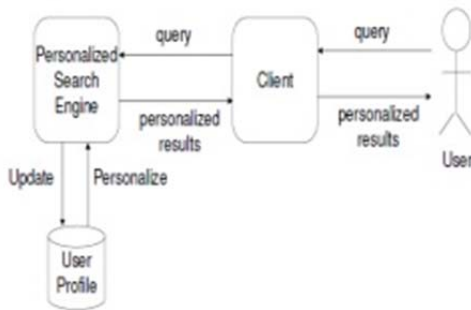 query
query
Personalized
Search
Engine
Client
personalized
results
personalized
results
User
Update
Personalize
User
Profile